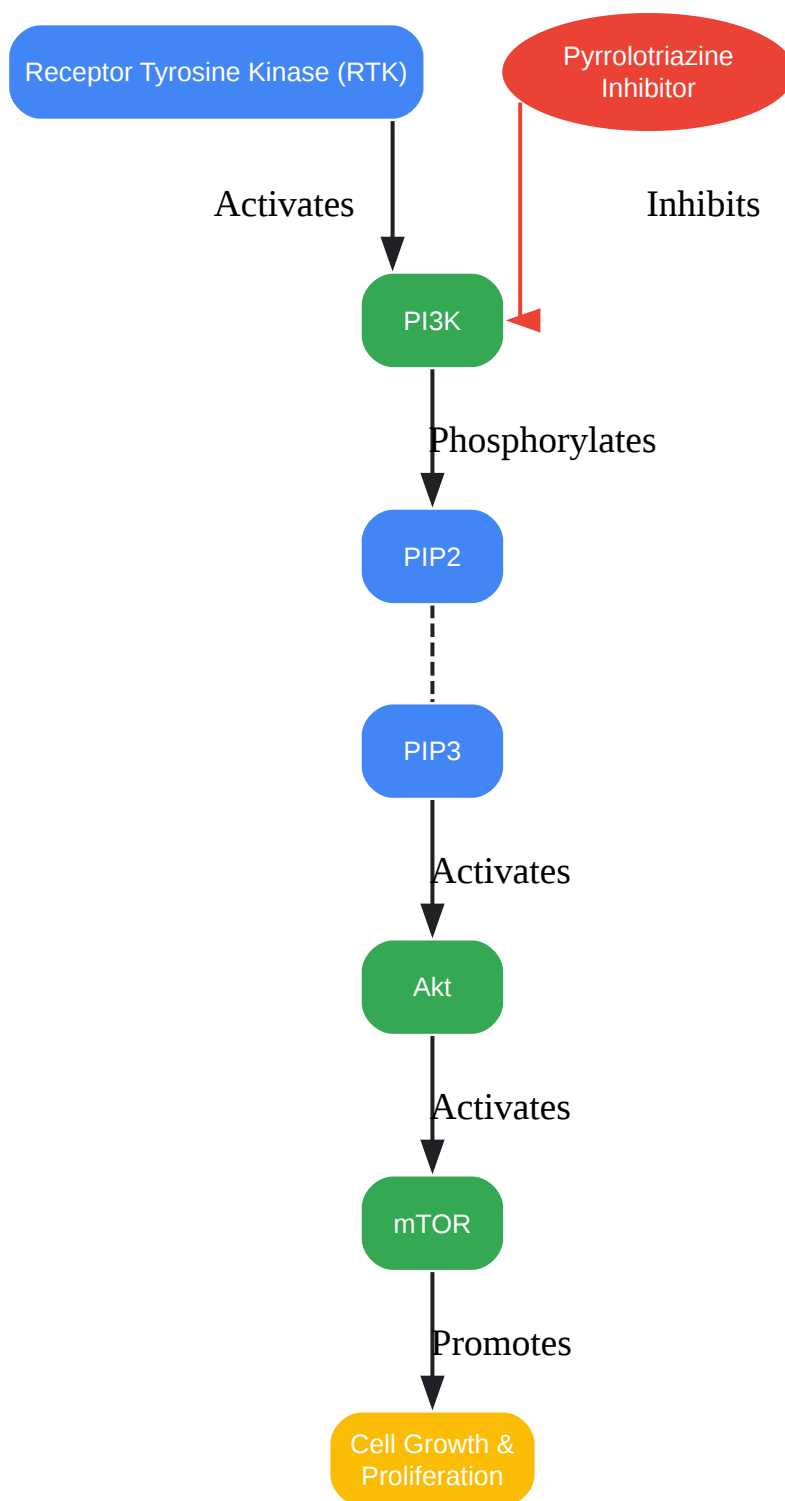 Receptor Tyrosine Kinase (RTK)
Pyrrolotriazine
Inhibitor
Activates
Inhibits
PI3K
Phosphorylates
PIP2
PIP3
Activates
Akt
Activates
mTOR
Promotes
Cell Growth &
Proliferation